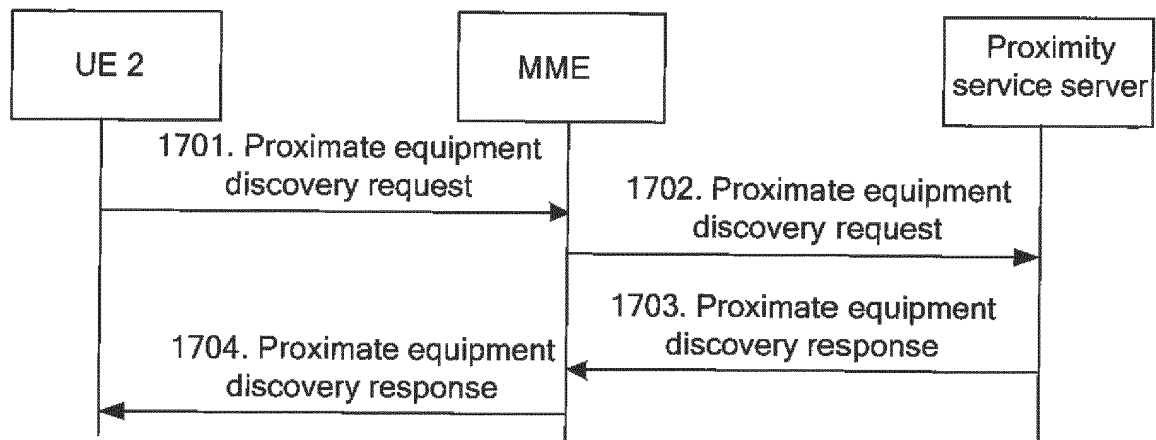 UE 2
MME
Proximity
service server
1701. Proximate equipment
discovery request
1702. Proximate equipment
discovery request
1703. Proximate equipment
discovery response
1704. Proximate equipment
discovery response